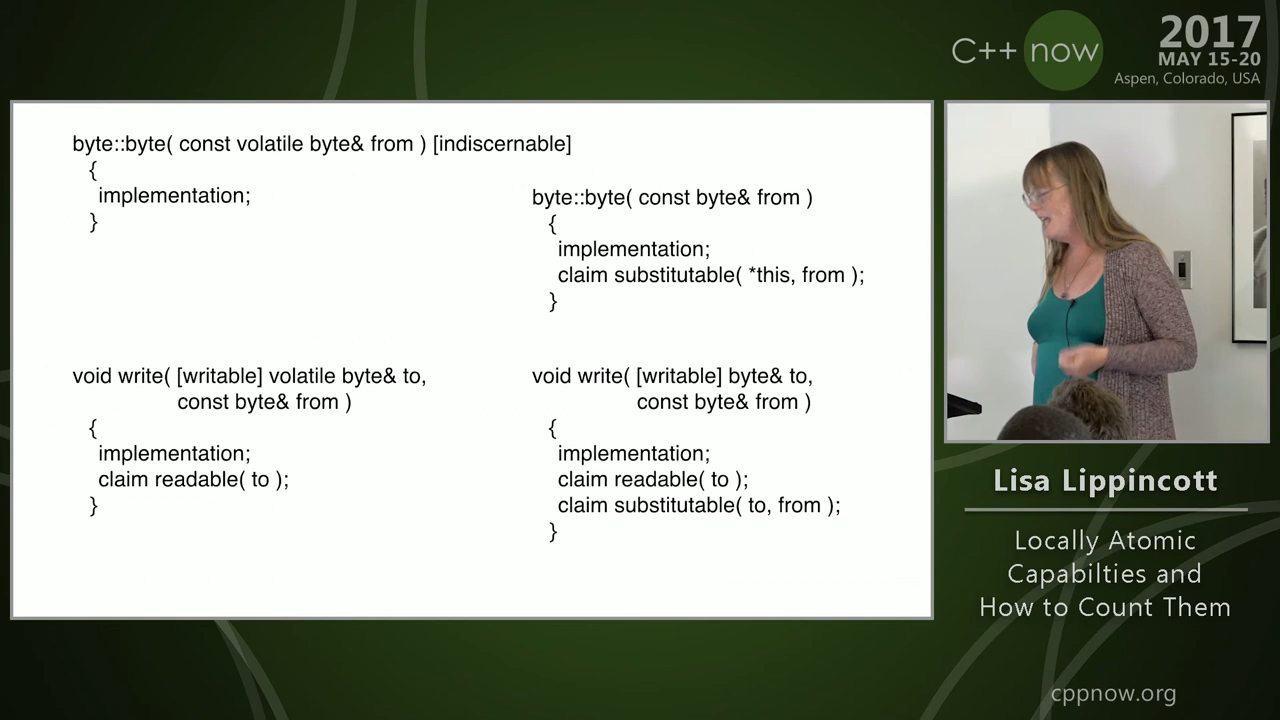 C++ now
2017
MAY 15-20
Aspen, Colorado, USA
byte::byte( const volatile byte& from ) [indiscernable]
{
implementation;
}
byte::byte( const byte& from )
{
implementation;
claim substitutable( *this, from );
}
void write( [writable] volatile byte& to,
const byte& from )
{
implementation;
claim readable( to );
}
void write( [writable] byte& to,
const byte& from )
{
implementation;
claim readable( to );
claim substitutable( to, from );
}
Lisa Lippincott
Locally Atomic
Capabilties and
How to Count Them
cppnow.org